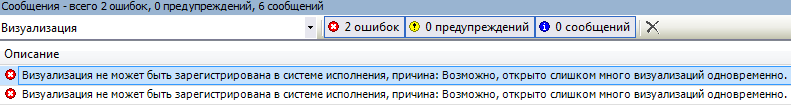 Сообщения - всего 2 ошибок, 0 предупреждений, 6 сообщений
Визуализация 2 ошибок 0 предупреждений 0 сообщений
Описание
Визуализация не может быть зарегистрирована в системе исполнения, причина: Возможно, открыто слишком много визуализаций одновременно.
Визуализация не может быть зарегистрирована в системе исполнения, причина: Возможно, открыто слишком много визуализаций одновременно.